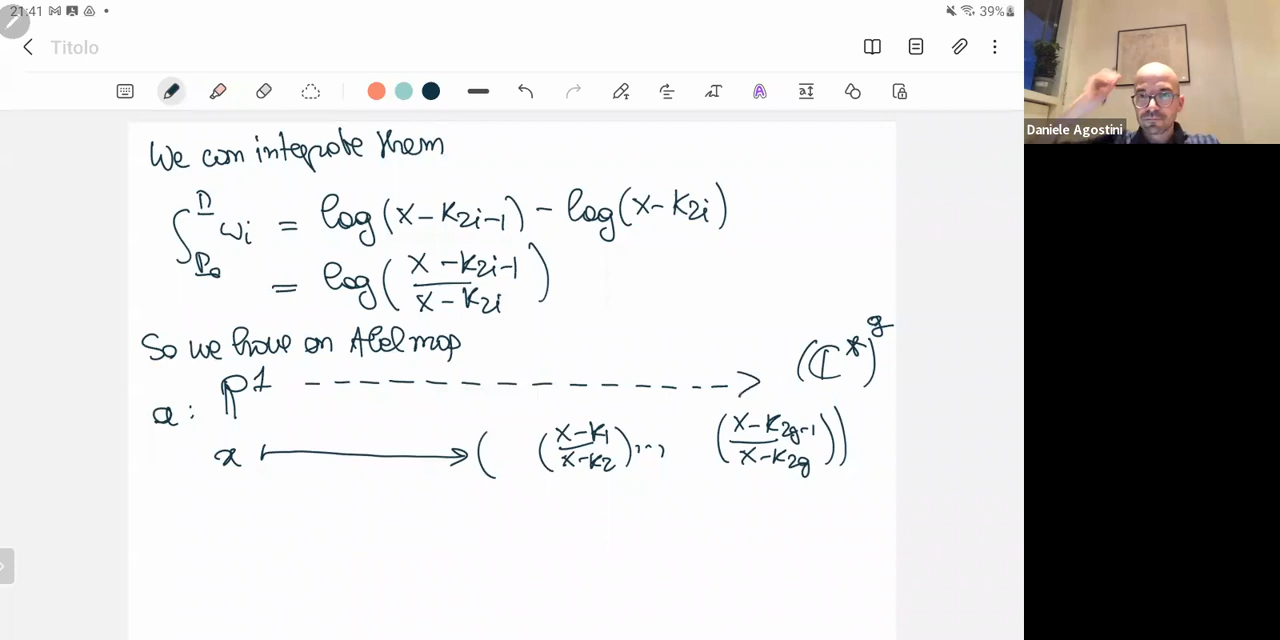 21:41
39%
Titolo
Daniele Agostini
We can integrate them
∫_{P₀}^{P} ωi = log(x-K2i-1) - log(x-K2i)
= log((x-K2i-1)/(x-K2i))
So we have an Abel map
a: P¹ ----> (ℂ*)^g
x ↦ ( ((x-K1)/(x-K2)) ... ((x-K2g-1)/(x-K2g)) )